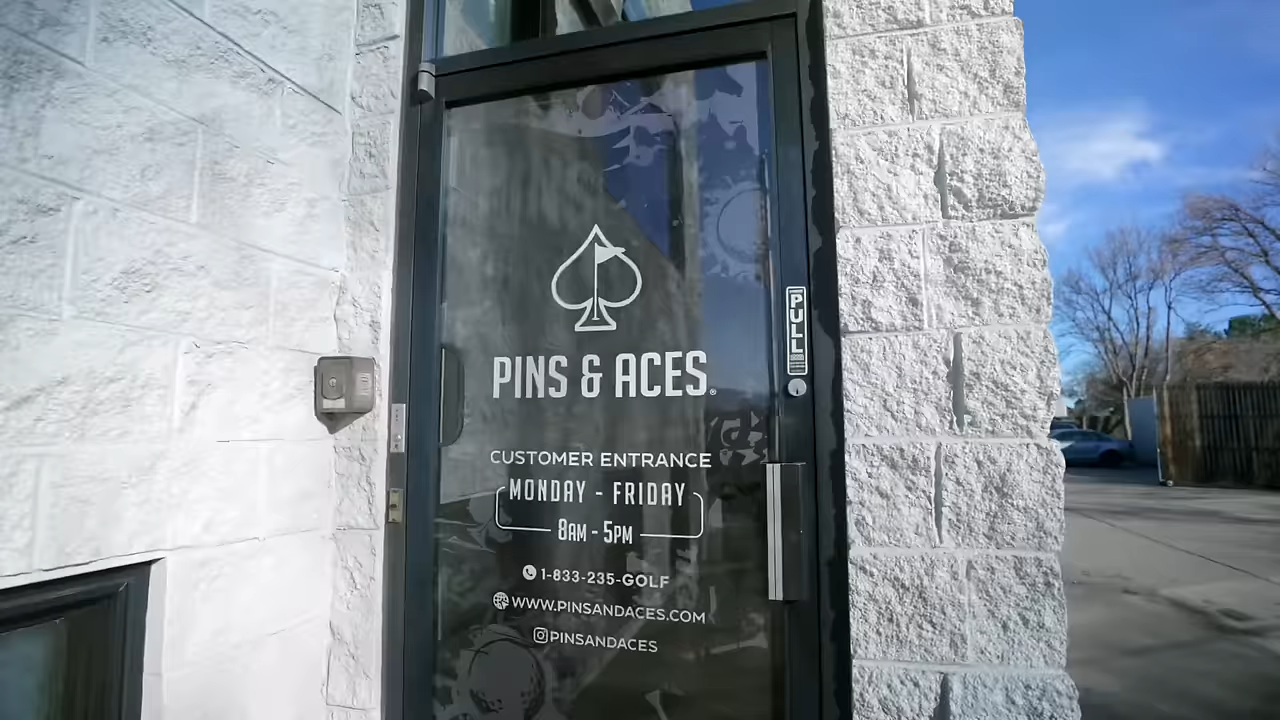 PINS & ACES®
PULL
CUSTOMER ENTRANCE
MONDAY - FRIDAY
8AM - 5PM
1-833-235-GOLF
WWW.PINSANDACES.COM
PINSANDACES